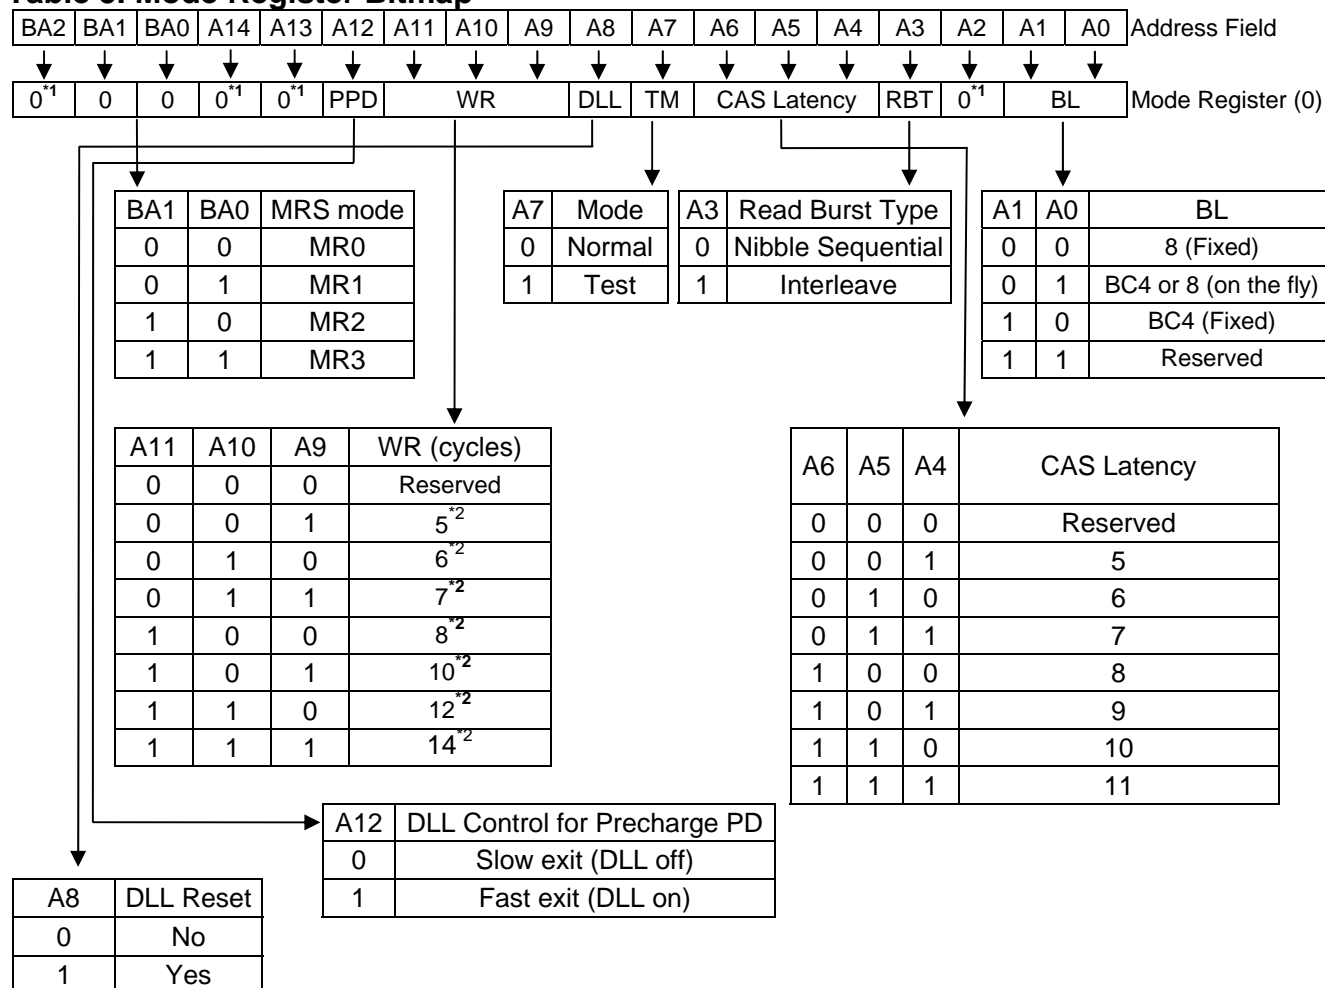 Table 8. Mode Register Bitmap
BA2 BA1 BA0 A14 A13 A12 A11 A10 A9 A8 A7 A6 A5 A4 A3 A2 A1 A0 Address Field
0*1 0 0 0*1 0*1 PPD WR DLL TM CAS Latency RBT 0*1 BL Mode Register (0)
BA1 BA0 MRS mode
0 0 MR0
0 1 MR1
1 0 MR2
1 1 MR3
A7 Mode
0 Normal
1 Test
A3 Read Burst Type
0 Nibble Sequential
1 Interleave
A1 A0 BL
0 0 8 (Fixed)
0 1 BC4 or 8 (on the fly)
1 0 BC4 (Fixed)
1 1 Reserved
A11 A10 A9 WR (cycles)
0 0 0 Reserved
0 0 1 5*2
0 1 0 6*2
0 1 1 7*2
1 0 0 8*2
1 0 1 10*2
1 1 0 12*2
1 1 1 14*2
A6 A5 A4 CAS Latency
0 0 0 Reserved
0 0 1 5
0 1 0 6
0 1 1 7
1 0 0 8
1 0 1 9
1 1 0 10
1 1 1 11
A12 DLL Control for Precharge PD
0 Slow exit (DLL off)
1 Fast exit (DLL on)
A8 DLL Reset
0 No
1 Yes